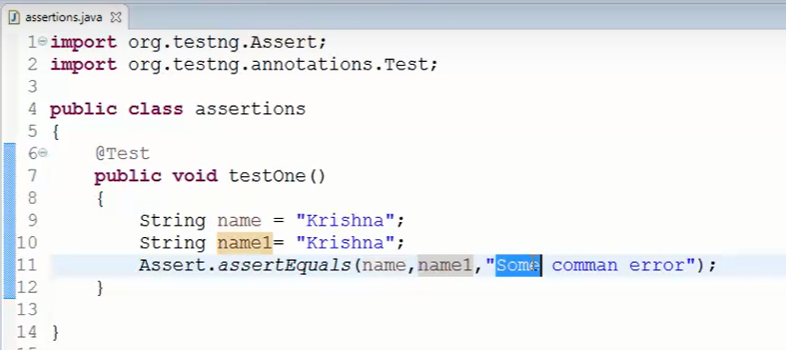 assertions.java
1 import org.testng.Assert;
2 import org.testng.annotations.Test;
3
4 public class assertions
5 {
6 @Test
7 public void testOne()
8 {
9 String name = "Krishna";
10 String name1= "Krishna";
11 Assert.assertEquals(name,name1,"Some comman error");
12 }
13
14 }